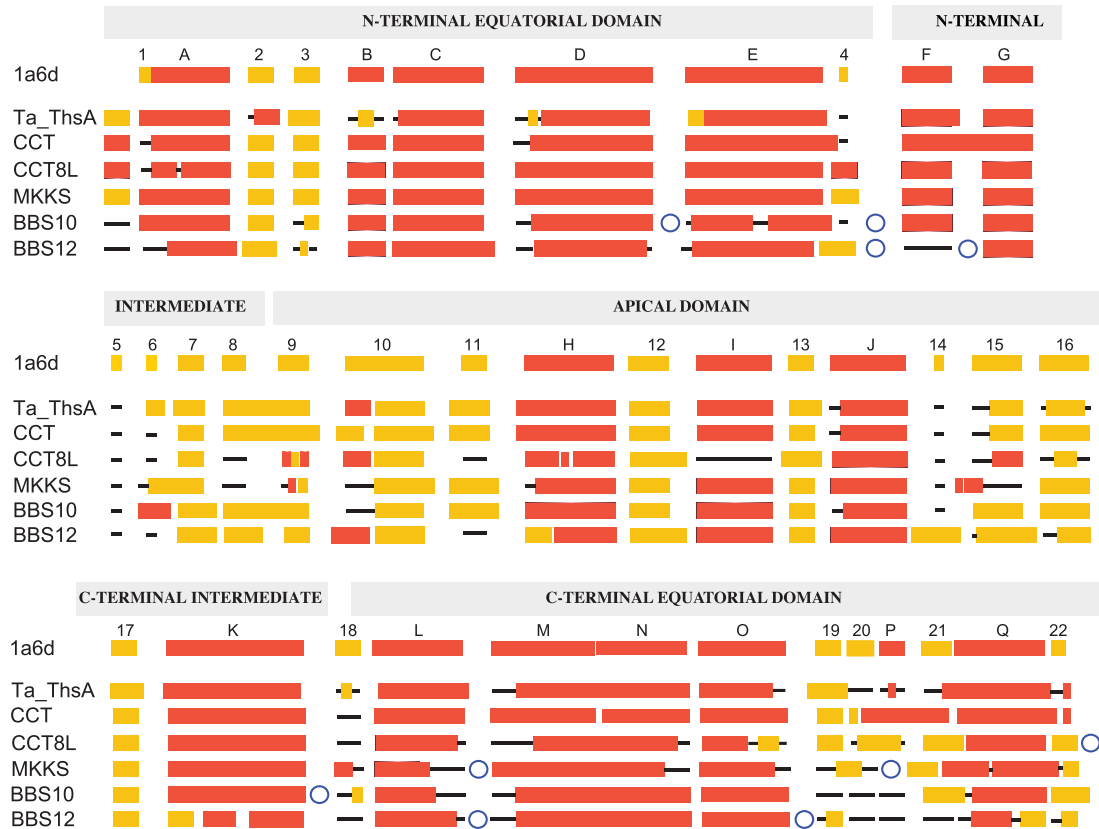 N-TERMINAL EQUATORIAL DOMAIN N-TERMINAL
1 A 2 3 B C D E 4 F G
1a6d
Ta_ThsA
CCT
CCT8L
MKKS
BBS10
BBS12
INTERMEDIATE APICAL DOMAIN
5 6 7 8 9 10 11 H 12 I 13 J 14 15 16
1a6d
Ta_ThsA
CCT
CCT8L
MKKS
BBS10
BBS12
C-TERMINAL INTERMEDIATE C-TERMINAL EQUATORIAL DOMAIN
17 K 18 L M N O 19 20 P 21 Q 22
1a6d
Ta_ThsA
CCT
CCT8L
MKKS
BBS10
BBS12